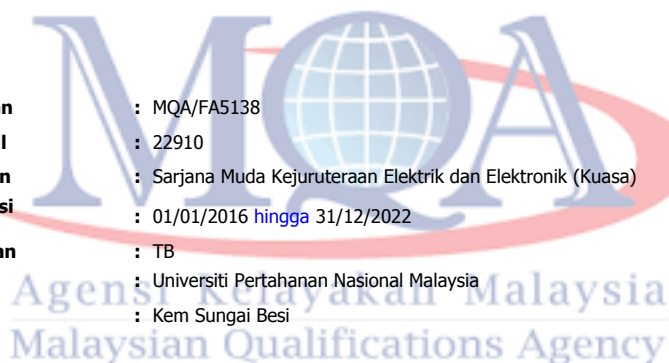 MQA
an : MQA/FA5138
l : 22910
n : Sarjana Muda Kejuruteraan Elektrik dan Elektronik (Kuasa)
si : 01/01/2016 hingga 31/12/2022
an : TB
: Universiti Pertahanan Nasional Malaysia
: Kem Sungai Besi
Agensi Kelayakan Malaysia
Malaysian Qualifications Agency